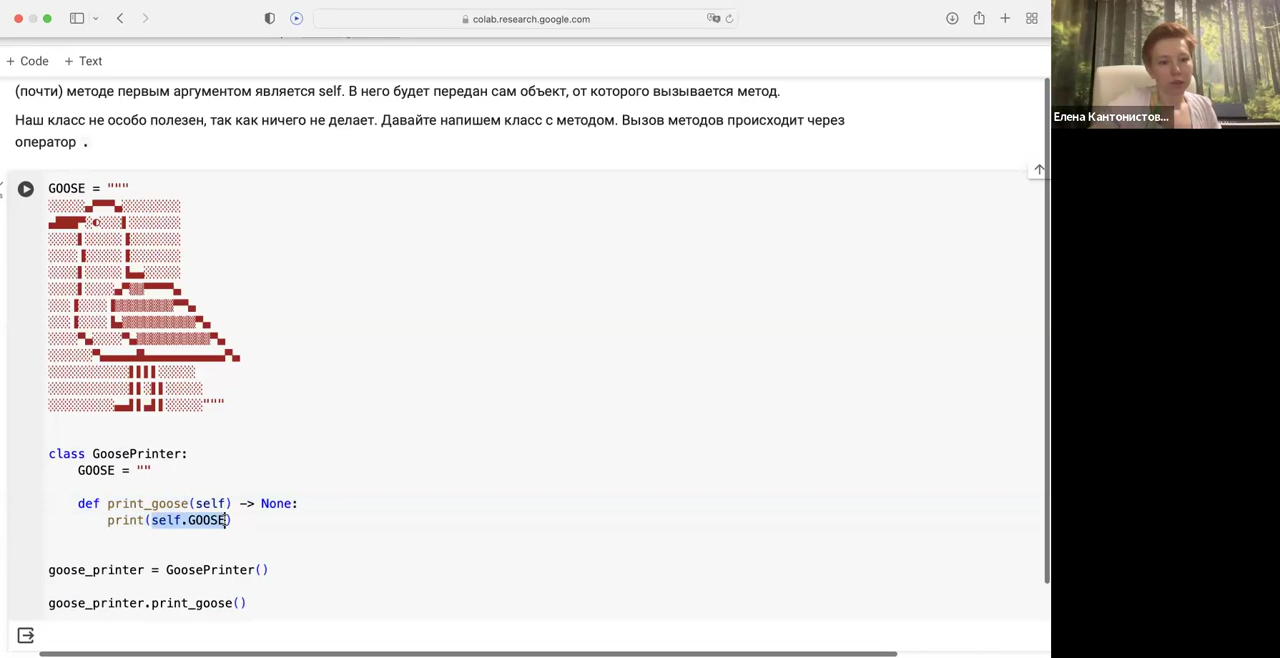 colab.research.google.com
+ Code + Text
(почти) методе первым аргументом является self. В него будет передан сам объект, от которого вызывается метод.
Наш класс не особо полезен, так как ничего не делает. Давайте напишем класс с методом. Вызов методов происходит через
оператор .
Елена Кантонистов...
GOOSE = """
"""
class GoosePrinter:
GOOSE = ""
def print_goose(self) -> None:
print(self.GOOSE)
goose_printer = GoosePrinter()
goose_printer.print_goose()